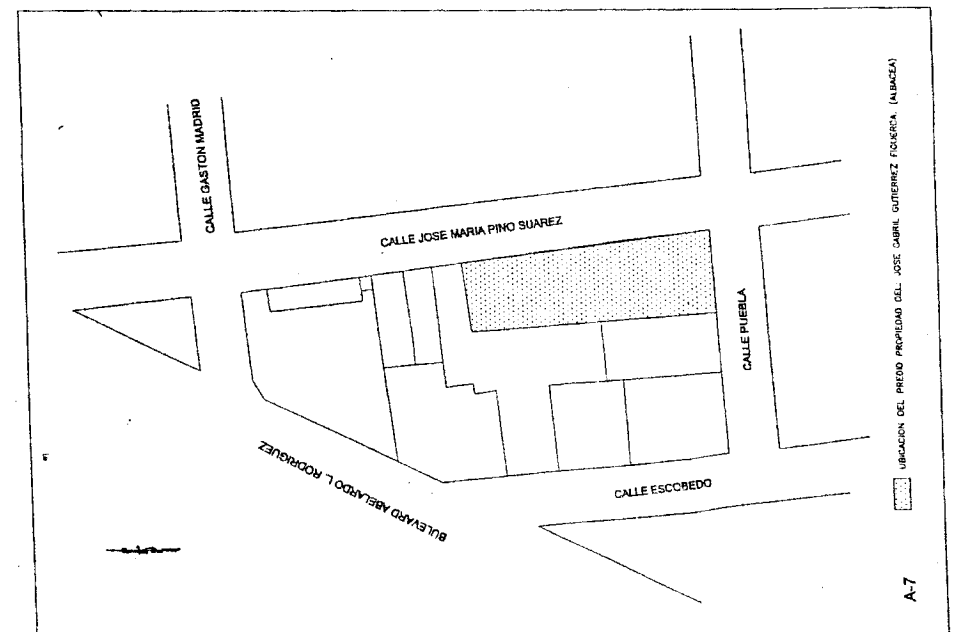 CALLE GASTON MADRID
CALLE JOSE MARIA PINO SUAREZ
CALLE PUEBLA
BULEVARD ABELARDO L. RODRIGUEZ
CALLE ESCOBEDO
UBICACION DEL PREDIO PROPIEDAD DEL: JOSE GABRIL GUTIERREZ FIGUERCA. (ALBACEA)
A-7